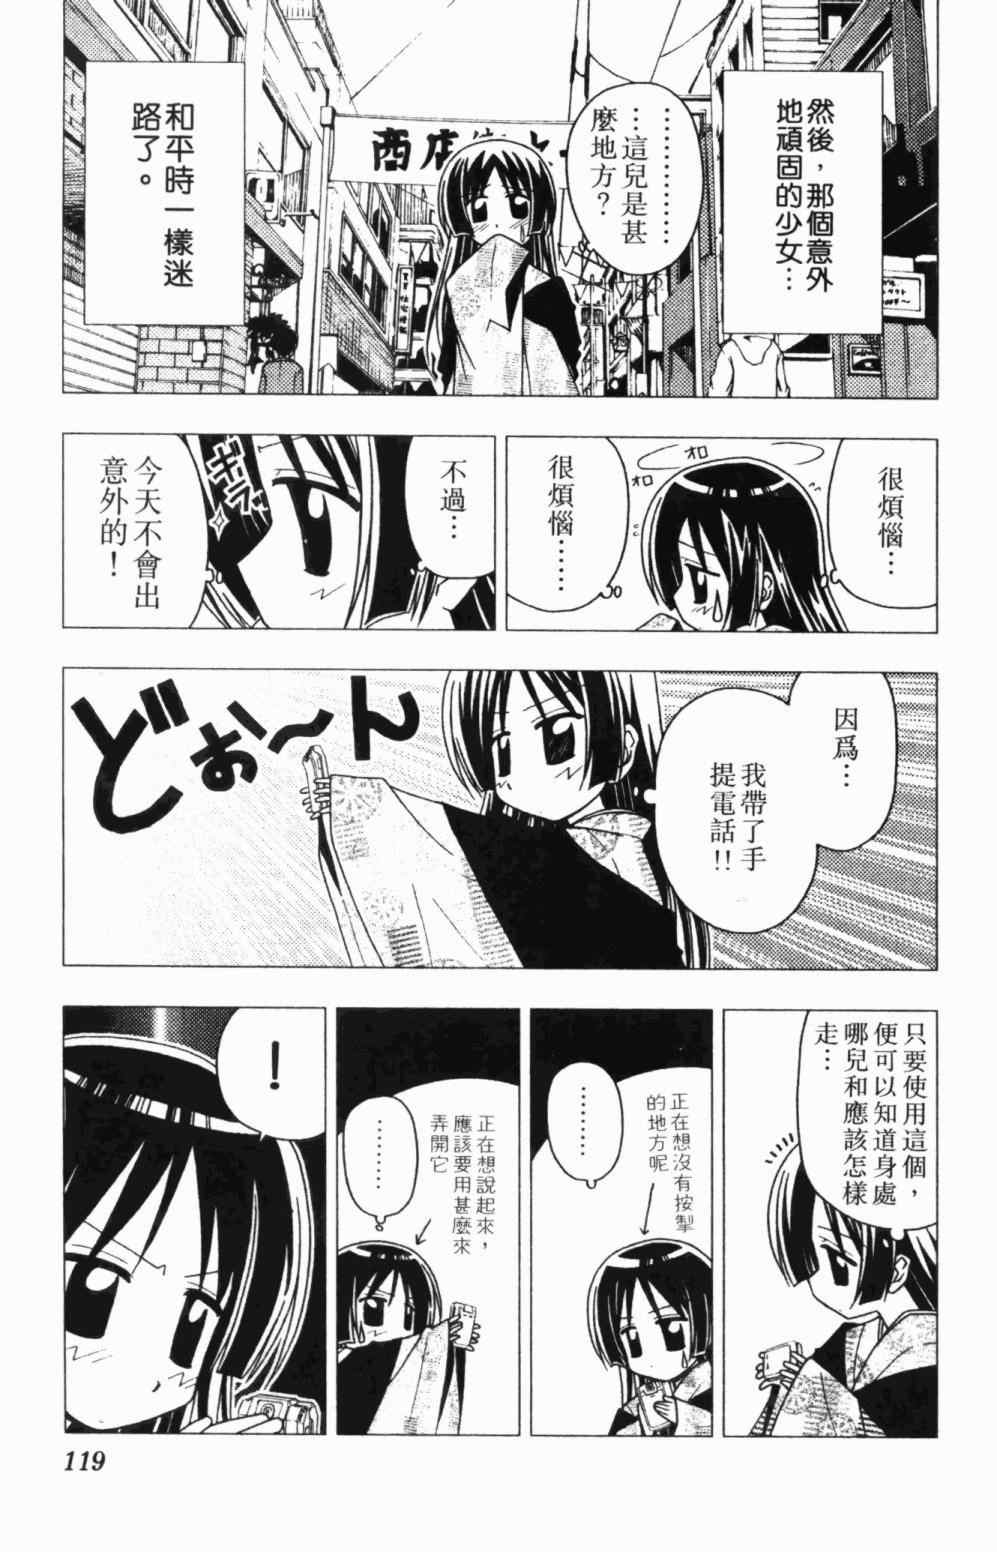 然後，那個意外
地頑固的少女…
…………
…這兒是甚
麼地方？
商店街
和平時一樣迷
路了。
很煩惱…
オロ
オロ
很煩惱……
不過…
ギラッ
今天不會出
意外的！
因爲…
我帶了手
提電話!!
どぉ〜ん
只要使用這個，
便可以知道身處
哪兒和應該怎樣
走…
正在想沒有按掣
的地方呢
………
正在想說起來，
應該要用甚麼來
弄開它
………
！
119